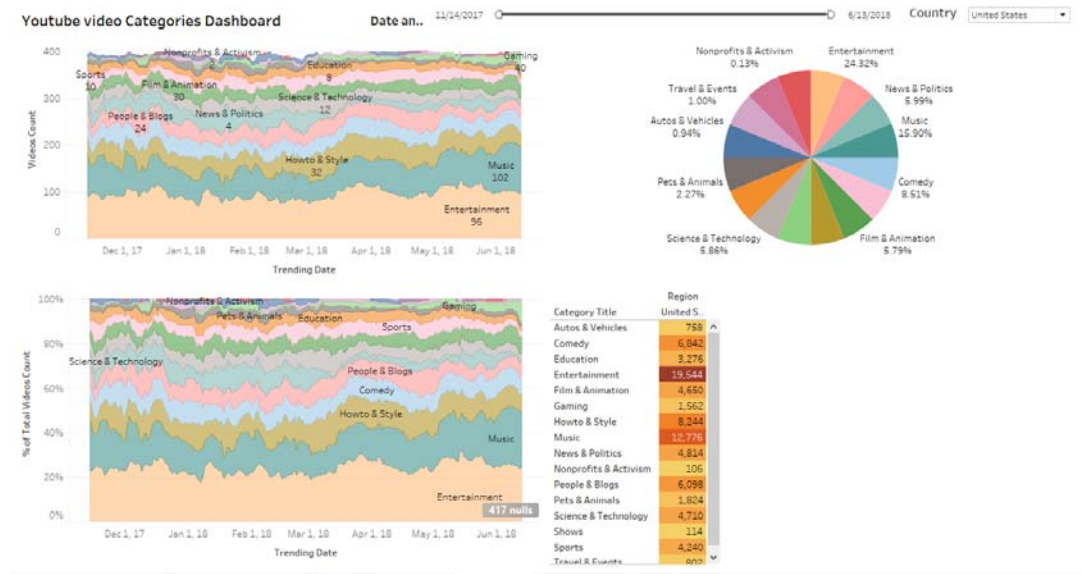 Youtube video Categories Dashboard
Date an..
11/14/2017
6/13/2018
Country
United States
400
300
200
100
0
Videos Count
Nonprofits & Activism
2
Gaming
40
Sports
10
Education
8
Film & Animation
30
Science & Technology
12
People & Blogs
24
News & Politics
4
Howto & Style
32
Music
102
Entertainment
96
Dec 1, 17
Jan 1, 18
Feb 1, 18
Mar 1, 18
Apr 1, 18
May 1, 18
Jun 1, 18
Trending Date
Nonprofits & Activism
0.13%
Entertainment
24.32%
Travel & Events
1.00%
News & Politics
5.99%
Autos & Vehicles
0.94%
Music
15.90%
Pets & Animals
2.27%
Comedy
8.51%
Science & Technology
5.86%
Film & Animation
5.79%
100%
80%
60%
40%
20%
0%
% of Total Videos Count
Nonprofits & Activism
Gaming
Pets & Animals
Education
Sports
Science & Technology
People & Blogs
Comedy
Howto & Style
Music
Entertainment
417 nulls
Dec 1, 17
Jan 1, 18
Feb 1, 18
Mar 1, 18
Apr 1, 18
May 1, 18
Jun 1, 18
Trending Date
Region
Category Title United S..
Autos & Vehicles 758
Comedy 6,842
Education 3,276
Entertainment 19,544
Film & Animation 4,650
Gaming 1,562
Howto & Style 8,244
Music 12,776
News & Politics 4,814
Nonprofits & Activism 106
People & Blogs 6,098
Pets & Animals 1,824
Science & Technology 4,710
Shows 114
Sports 4,240
Travel & Events 802